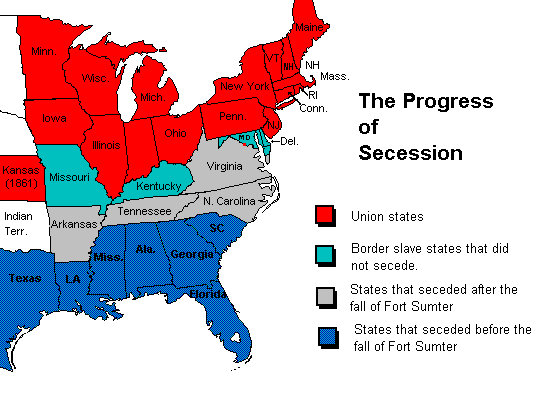 Maine
Minn
VT
NH
NH
Mass.
Wisc.
Mich.
New York
RI
Conn.
Iowa
Penn
NJ
Illinois
Ohio
MD
Del.
Kansas
(1861)
Missouri
Kentucky
Virginia
Indian
Terr.
Arkansas
Tennessee
N. Carolina
SC
Miss.
Ala.
Georgia
Texas
LA
Florida
The Progress
of
Secession
Union states
Border slave states that did
not secede.
States that seceded after the
fall of Fort Sumter
States that seceded before the
fall of Fort Sumter